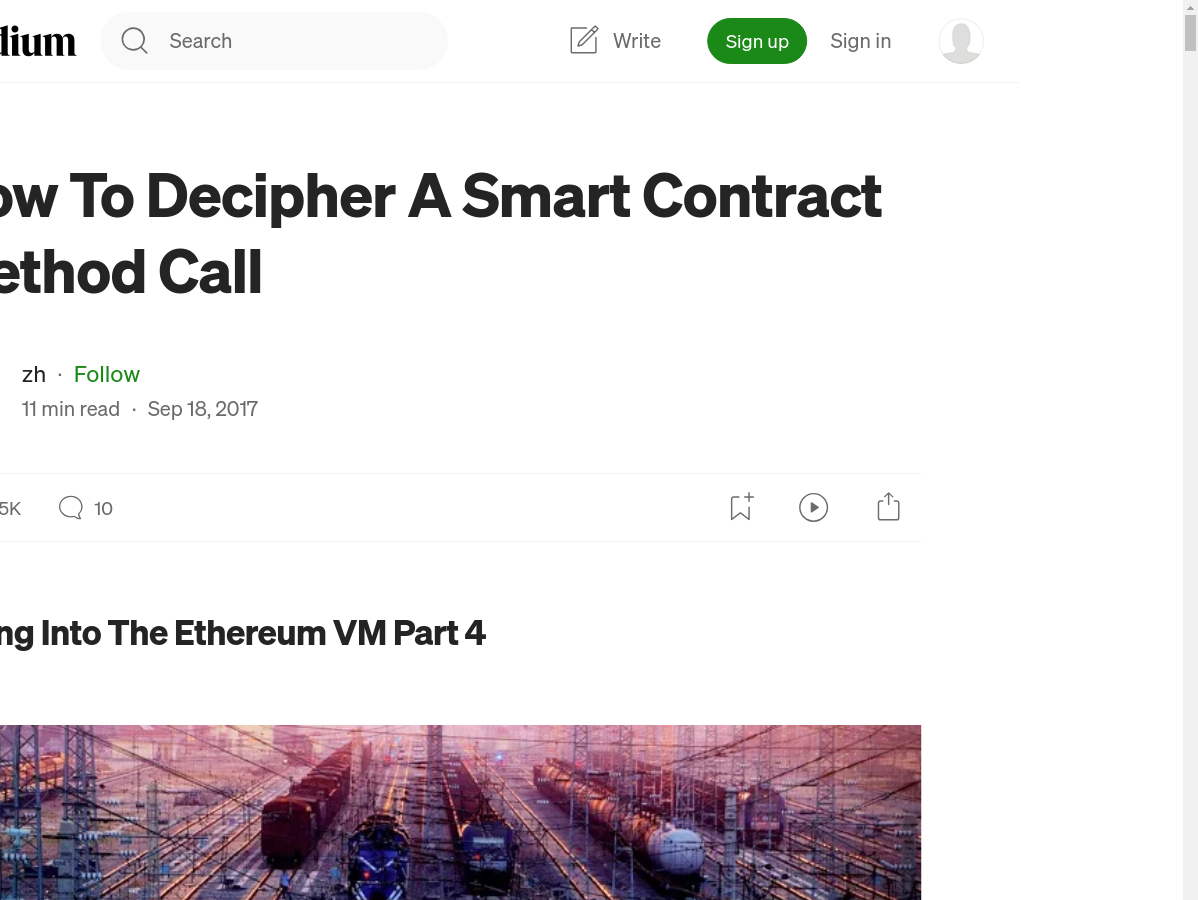 dium
Search
Write
Sign up
Sign in
ow To Decipher A Smart Contract
ethod Call
zh · Follow
11 min read · Sep 18, 2017
5K
10
ng Into The Ethereum VM Part 4